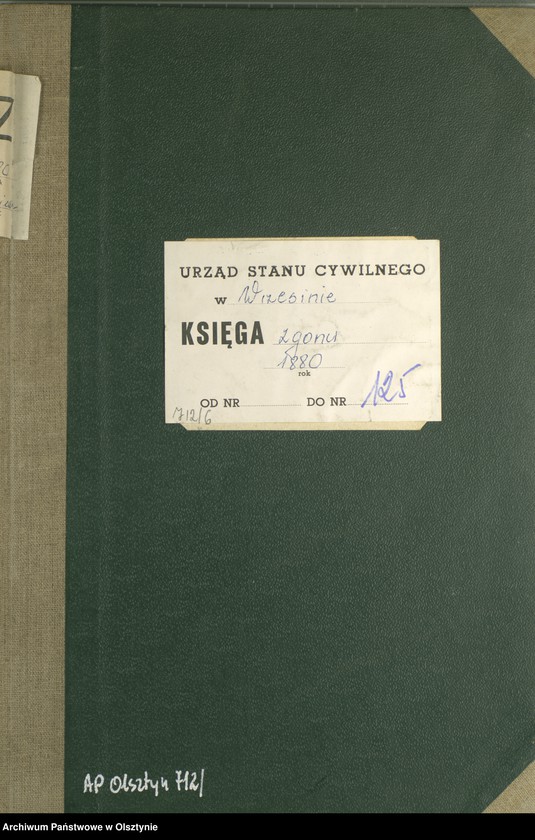 URZĄD STANU CYWILNEGO
w Wrzesinie
KSIĘGA zgonu
1880
rok
OD NR DO NR 125
712/6
AP Olsztyn 712/
Archiwum Państwowe w Olsztynie